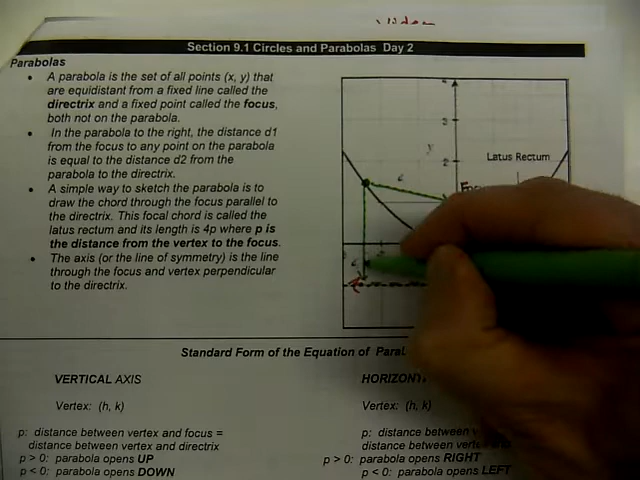 Section 9.1 Circles and Parabolas Day 2
Parabolas
• A parabola is the set of all points (x, y) that
are equidistant from a fixed line called the
directrix and a fixed point called the focus,
both not on the parabola.
• In the parabola to the right, the distance d1
from the focus to any point on the parabola
is equal to the distance d2 from the
parabola to the directrix.
• A simple way to sketch the parabola is to
draw the chord through the focus parallel to
the directrix. This focal chord is called the
latus rectum and its length is 4p where p is
the distance from the vertex to the focus.
• The axis (or the line of symmetry) is the line
through the focus and vertex perpendicular
to the directrix.
3
y
2
Latus Rectum
Standard Form of the Equation of
VERTICAL AXIS
Vertex: (h, k)
p: distance between vertex and focus =
distance between vertex and directrix
p > 0: parabola opens UP
p < 0: parabola opens DOWN
Vertex: (h, k)
p: distance between
distance between
p > 0: parabola opens RIGHT
p < 0: parabola opens LEFT